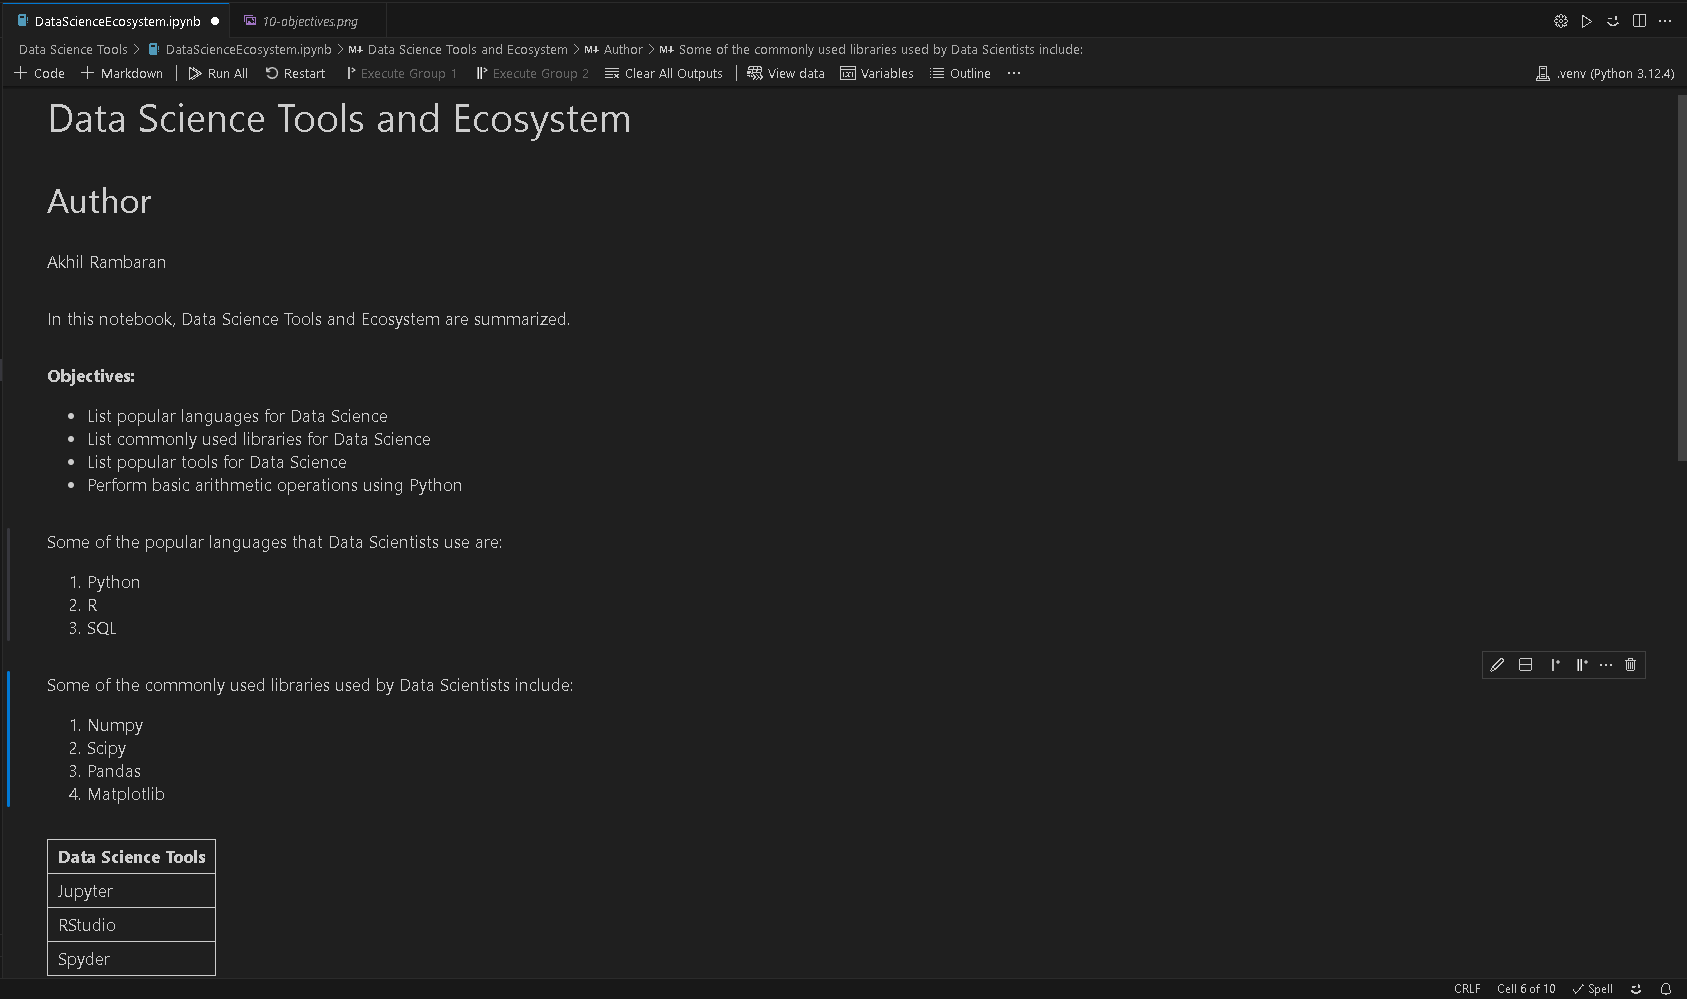 DataScienceEcosystem.ipynb ● 10-objectives.png
Data Science Tools > DataScienceEcosystem.ipynb > M↓ Data Science Tools and Ecosystem > M↓ Author > M↓ Some of the commonly used libraries used by Data Scientists include:
+ Code + Markdown | Run All Restart Execute Group 1 Execute Group 2 Clear All Outputs | View data Variables Outline ··· .venv (Python 3.12.4)
Data Science Tools and Ecosystem
Author
Akhil Rambaran
In this notebook, Data Science Tools and Ecosystem are summarized.
Objectives:
• List popular languages for Data Science
• List commonly used libraries for Data Science
• List popular tools for Data Science
• Perform basic arithmetic operations using Python
Some of the popular languages that Data Scientists use are:
1. Python
2. R
3. SQL
Some of the commonly used libraries used by Data Scientists include:
1. Numpy
2. Scipy
3. Pandas
4. Matplotlib
Data Science Tools
Jupyter
RStudio
Spyder
CRLF Cell 6 of 10 ✓ Spell